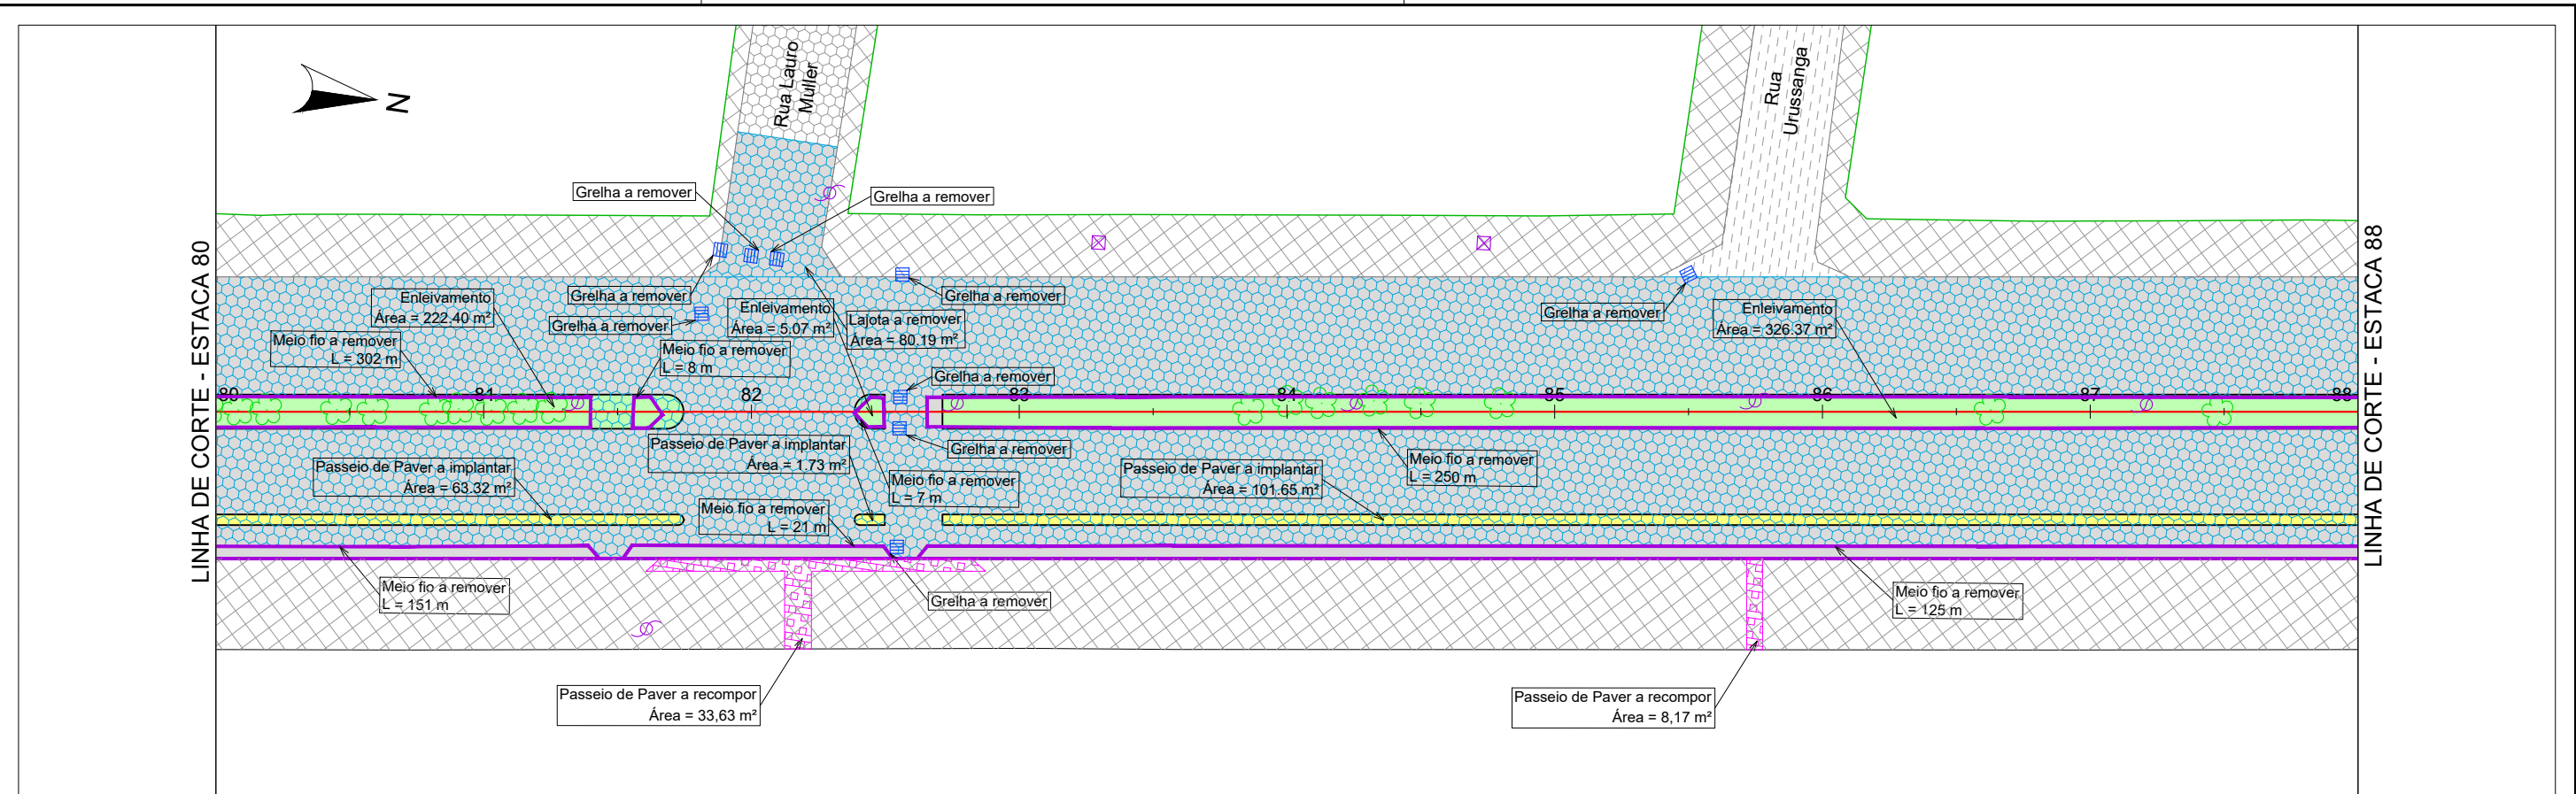 Rua Lauro
Muller
Rua
Urussanga
N
Grelha a remover
Grelha a remover
LINHA DE CORTE - ESTACA 80
LINHA DE CORTE - ESTACA 88
Enleivamento
Área = 222.40 m²
Grelha a remover
Grelha a remover
Enleivamento
Área = 5.07 m²
Grelha a remover
Lajota a remover
Área = 80.19 m²
Grelha a remover
Enleivamento
Área = 326.37 m²
Meio fio a remover
L = 302 m
Meio fio a remover
L = 8 m
Grelha a remover
80
81
82
83
84
85
86
87
88
Passeio de Paver a implantar
Área = 1.73 m²
Grelha a remover
Passeio de Paver a implantar
Área = 63.32 m²
Meio fio a remover
L = 7 m
Passeio de Paver a implantar
Área = 101.65 m²
Meio fio a remover
L = 250 m
Meio fio a remover
L = 21 m
Meio fio a remover
L = 151 m
Grelha a remover
Meio fio a remover
L = 125 m
Passeio de Paver a recompor
Área = 33,63 m²
Passeio de Paver a recompor
Área = 8,17 m²